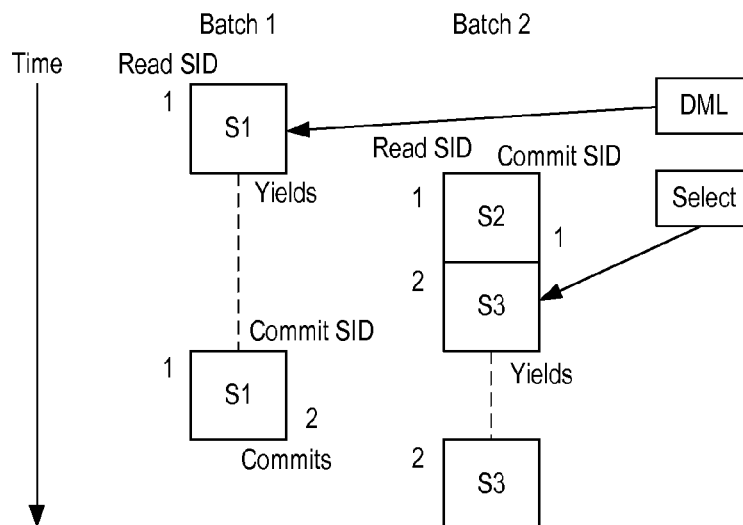 Batch 1
Batch 2
Time
Read SID
1
S1
DML
Read SID
Commit SID
Yields
1
S2
1
Select
2
S3
Commit SID
1
S1
2
Yields
Commits
2
S3